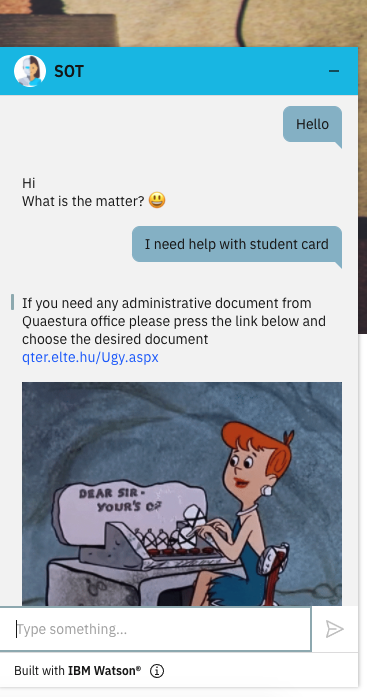 SOT
Hello
Hi
What is the matter? 😃
I need help with student card
If you need any administrative document from
Quaestura office please press the link below and
choose the desired document
qter.elte.hu/Ugy.aspx
DEAR SIR-
YOUR'S OF
Type something...
Built with IBM Watson®